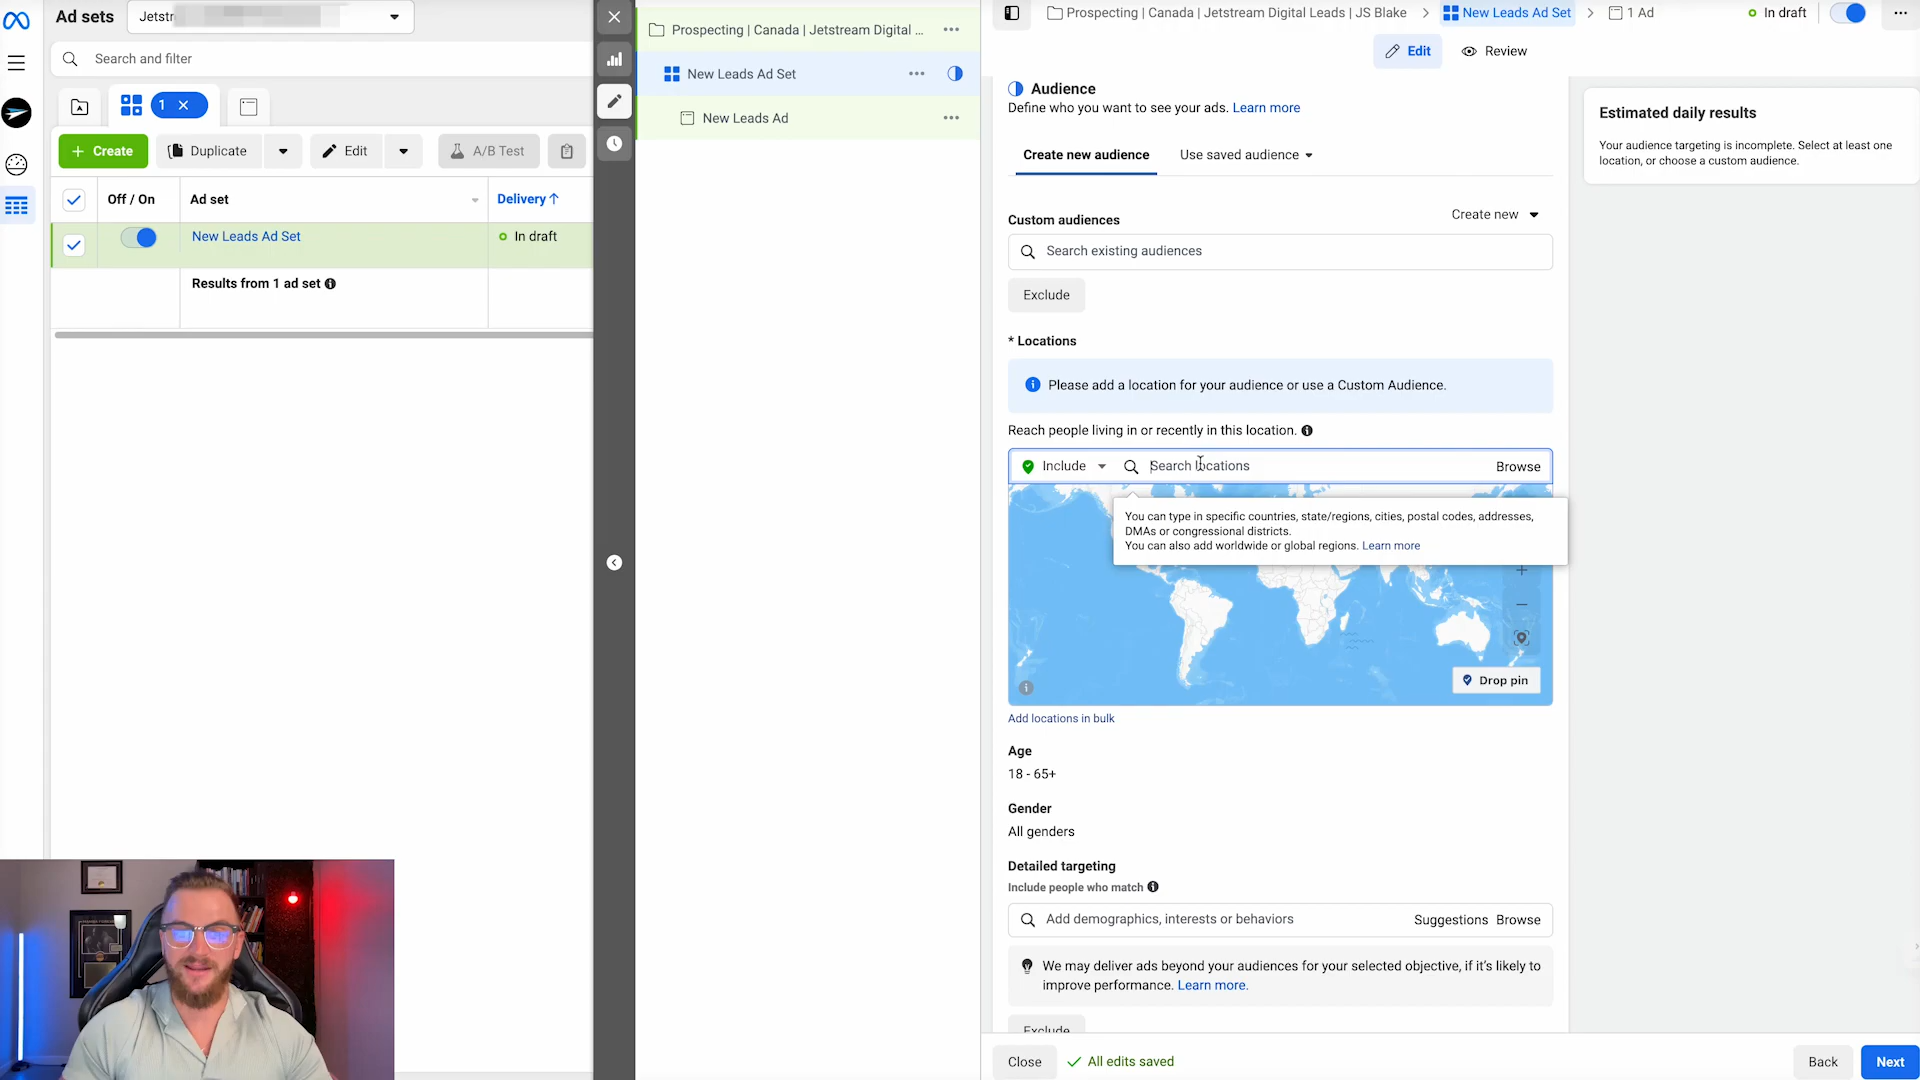 Ad sets
Jetstr
Search and filter
1
Create
Duplicate
Edit
A/B Test
Off / On
Ad set
Delivery↑
New Leads Ad Set
In draft
Results from 1 ad set
Prospecting | Canada | Jetstream Digital ...
New Leads Ad Set
New Leads Ad
Prospecting | Canada | Jetstream Digital Leads | JS Blake
New Leads Ad Set
1 Ad
In draft
Edit
Review
Audience
Define who you want to see your ads. Learn more
Create new audience
Use saved audience
Custom audiences
Create new
Search existing audiences
Exclude
* Locations
Please add a location for your audience or use a Custom Audience.
Reach people living in or recently in this location.
Include
Search locations
Browse
You can type in specific countries, state/regions, cities, postal codes, addresses,
DMAs or congressional districts.
You can also add worldwide or global regions. Learn more
Drop pin
Add locations in bulk
Age
18 - 65+
Gender
All genders
Detailed targeting
Include people who match
Add demographics, interests or behaviors
Suggestions
Browse
We may deliver ads beyond your audiences for your selected objective, if it's likely to
improve performance. Learn more.
Exclude
Close
All edits saved
Back
Next
Estimated daily results
Your audience targeting is incomplete. Select at least one
location, or choose a custom audience.